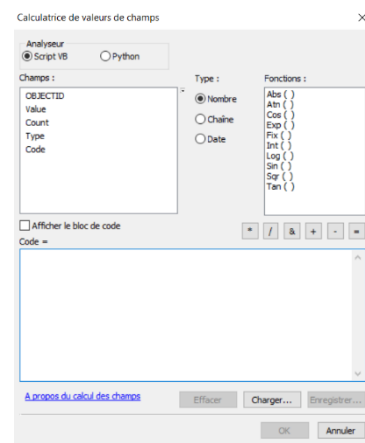 Calculatrice de valeurs de champs
Analyseur
Script VB Python
Champs : Type : Fonctions :
OBJECTID
Value
Count
Type
Code
Nombre
Chaîne
Date
Abs ( )
Atn ( )
Cos ( )
Exp ( )
Fix ( )
Int ( )
Log ( )
Sin ( )
Sqr ( )
Tan ( )
Afficher le bloc de code
* / & + - =
Code =
A propos du calcul des champs
Effacer Charger... Enregistrer...
OK Annuler